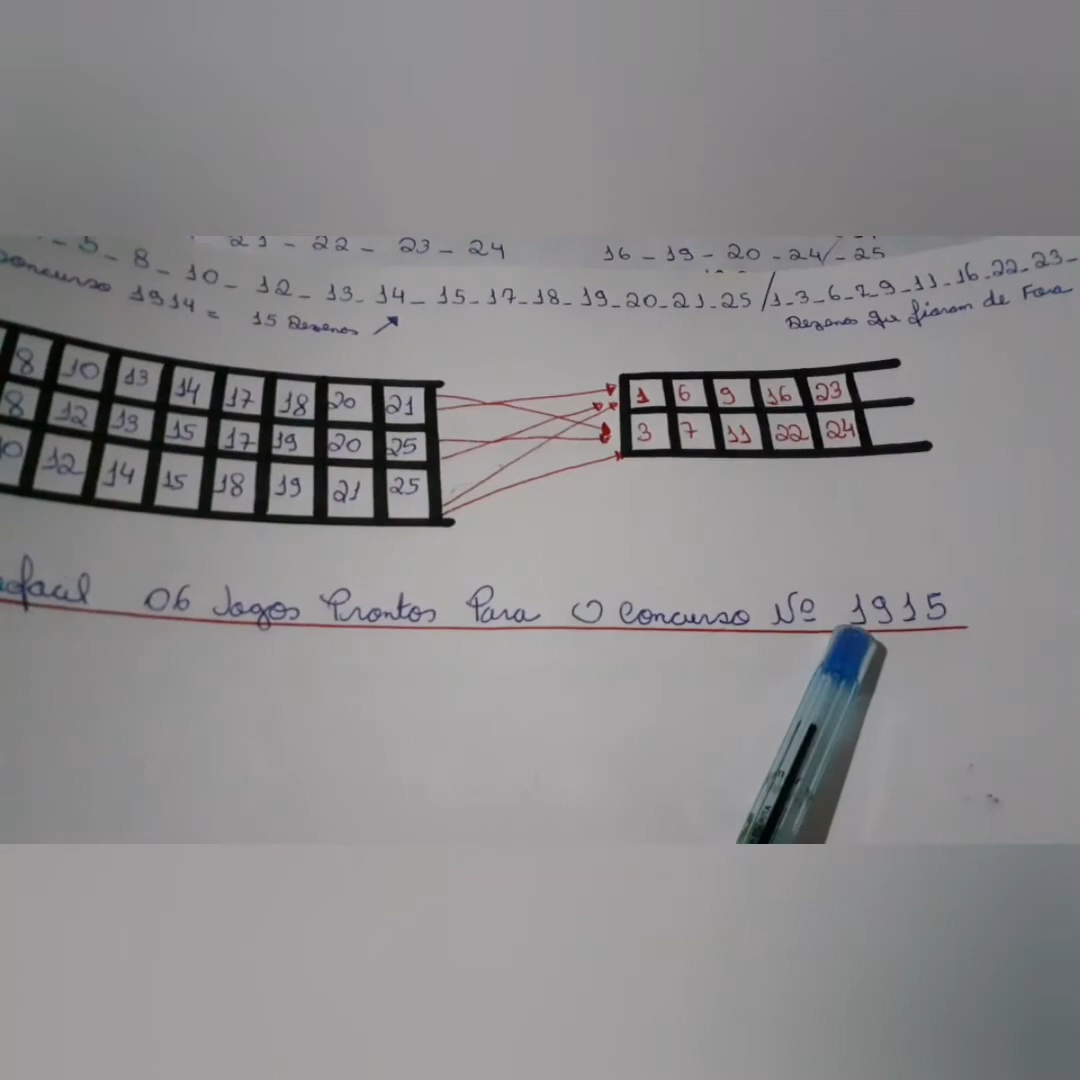 21 - 22 - 23 - 24
16 - 19 - 20 - 24 - 25
- 5 - 8 - 10 - 12 - 13 - 14 - 15 - 17 - 18 - 19 - 20 - 21 - 25 / 1 - 3 - 6 - 7 - 9 - 11 - 16 - 22 - 23 -
concurso 1914 = 15 Dezenas
Dezenas que ficaram de Fora
8 10 13 14 17 18 20 21
8 12 13 15 17 19 20 25
12 14 15 18 19 21 25
1 6 9 16 23
3 7 11 22 24
06 Jogos Prontos Para O Concurso Nº 1915